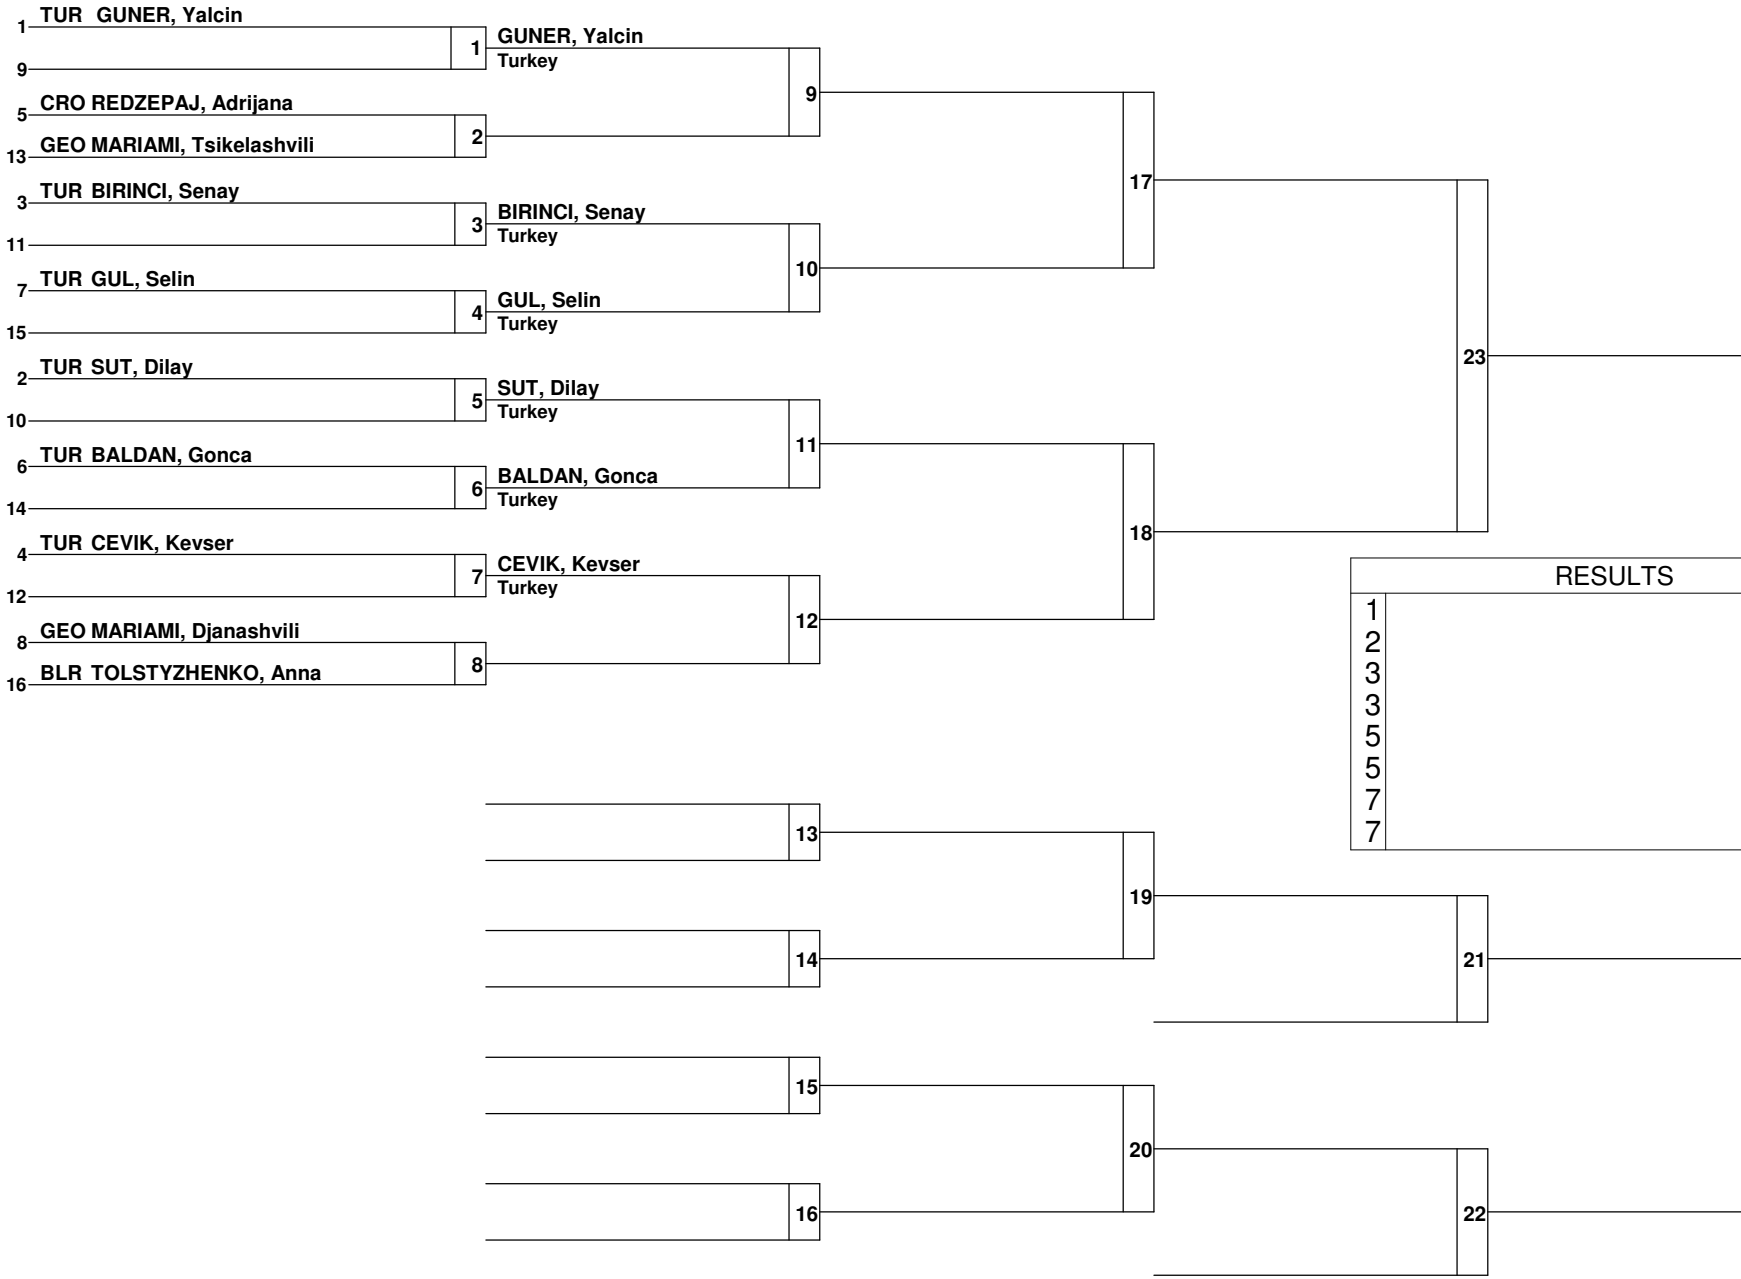 TUR GUNER, Yalcin
1
1
GUNER, Yalcin
Turkey
9
9
CRO REDZEPAJ, Adrijana
5
2
GEO MARIAMI, Tsikelashvili
13
17
TUR BIRINCI, Senay
3
3
BIRINCI, Senay
Turkey
11
10
TUR GUL, Selin
7
4
GUL, Selin
Turkey
15
23
TUR SUT, Dilay
2
5
SUT, Dilay
Turkey
10
11
TUR BALDAN, Gonca
6
6
BALDAN, Gonca
Turkey
14
18
TUR CEVIK, Kevser
4
7
CEVIK, Kevser
Turkey
12
12
GEO MARIAMI, Djanashvili
8
8
BLR TOLSTYZHENKO, Anna
16
RESULTS
1
2
3
3
5
5
7
7
13
19
14
21
15
20
16
22